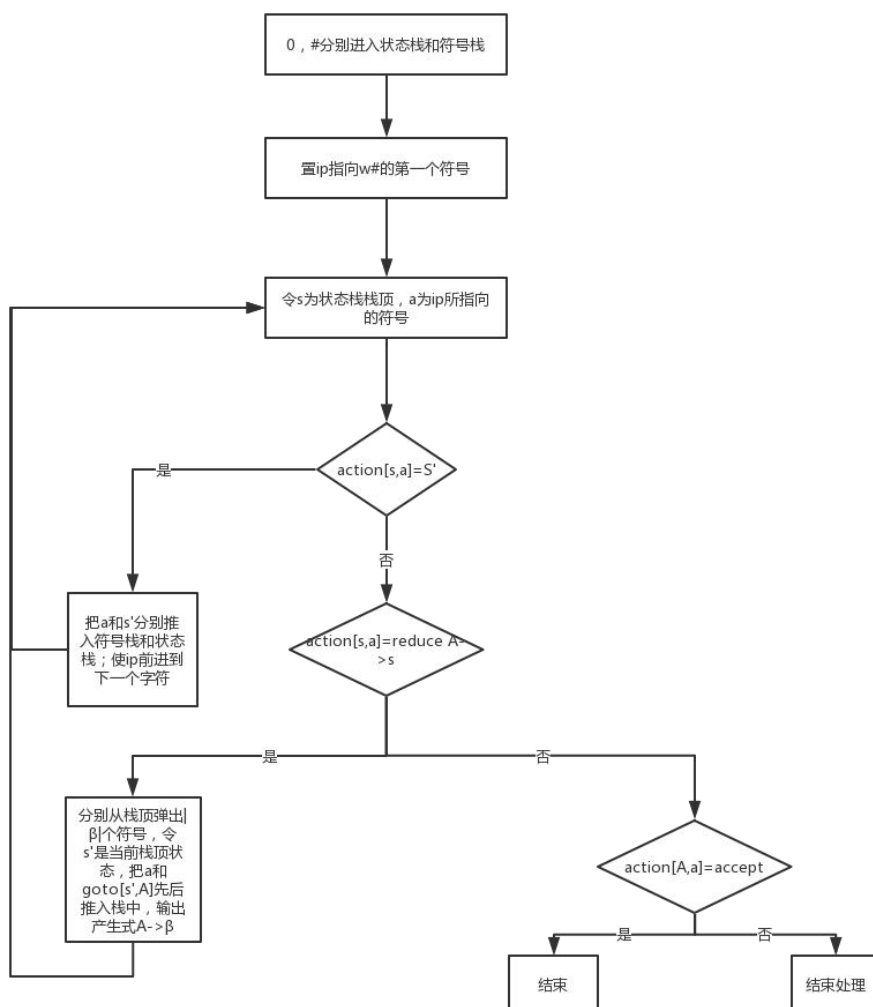 0，#分别进入状态栈和符号栈
置ip指向w#的第一个符号
令s为状态栈栈顶，a为ip所指向
的符号
action[s,a]=S'
是
否
把a和s'分别推
入符号栈和状态
栈；使ip前进到
下一个字符
action[s,a]=reduce A-
>s
是
否
分别从栈顶弹出|
β|个符号，令
s'是当前栈顶状
态，把a和
goto[s',A]先后
推入栈中，输出
产生式A->β
action[A,a]=accept
是
否
结束
结束处理